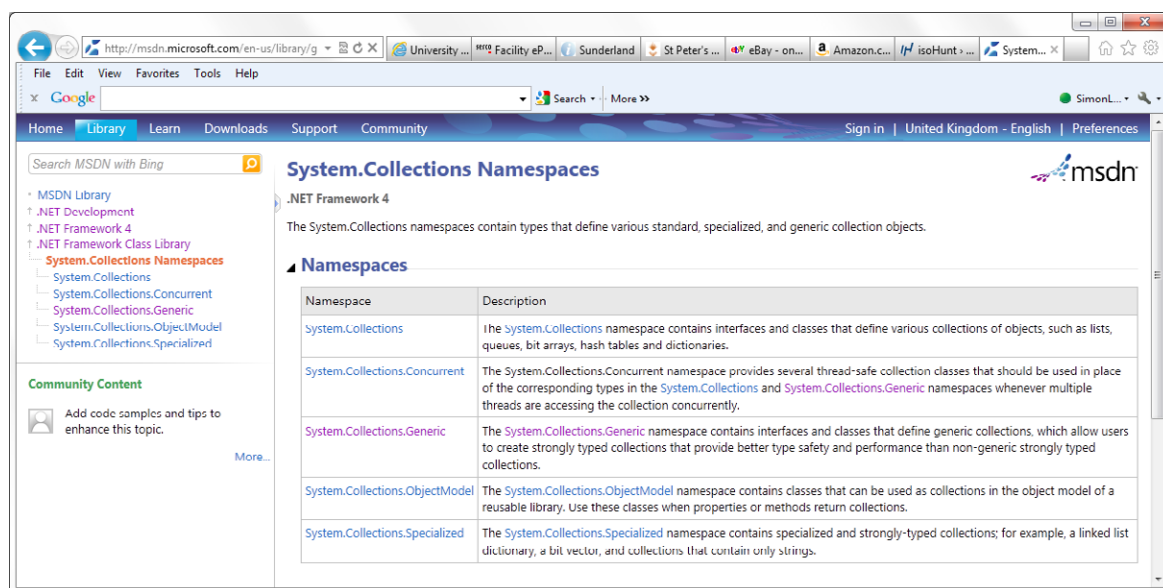 http://msdn.microsoft.com/en-us/library/g
University ...
Facility eP...
Sunderland
St Peter's ...
eBay - on...
Amazon.c...
isoHunt › ...
System...
File Edit View Favorites Tools Help
x Google Search More >> SimonL...
Home Library Learn Downloads Support Community Sign in | United Kingdom - English | Preferences
Search MSDN with Bing
MSDN Library
.NET Development
.NET Framework 4
.NET Framework Class Library
System.Collections Namespaces
System.Collections
System.Collections.Concurrent
System.Collections.Generic
System.Collections.ObjectModel
System.Collections.Specialized
Community Content
Add code samples and tips to
enhance this topic.
More...
System.Collections Namespaces
msdn
.NET Framework 4
The System.Collections namespaces contain types that define various standard, specialized, and generic collection objects.
Namespaces
Namespace Description
System.Collections The System.Collections namespace contains interfaces and classes that define various collections of objects, such as lists,
queues, bit arrays, hash tables and dictionaries.
System.Collections.Concurrent The System.Collections.Concurrent namespace provides several thread-safe collection classes that should be used in place
of the corresponding types in the System.Collections and System.Collections.Generic namespaces whenever multiple
threads are accessing the collection concurrently.
System.Collections.Generic The System.Collections.Generic namespace contains interfaces and classes that define generic collections, which allow users
to create strongly typed collections that provide better type safety and performance than non-generic strongly typed
collections.
System.Collections.ObjectModel The System.Collections.ObjectModel namespace contains classes that can be used as collections in the object model of a
reusable library. Use these classes when properties or methods return collections.
System.Collections.Specialized The System.Collections.Specialized namespace contains specialized and strongly-typed collections; for example, a linked list
dictionary, a bit vector, and collections that contain only strings.